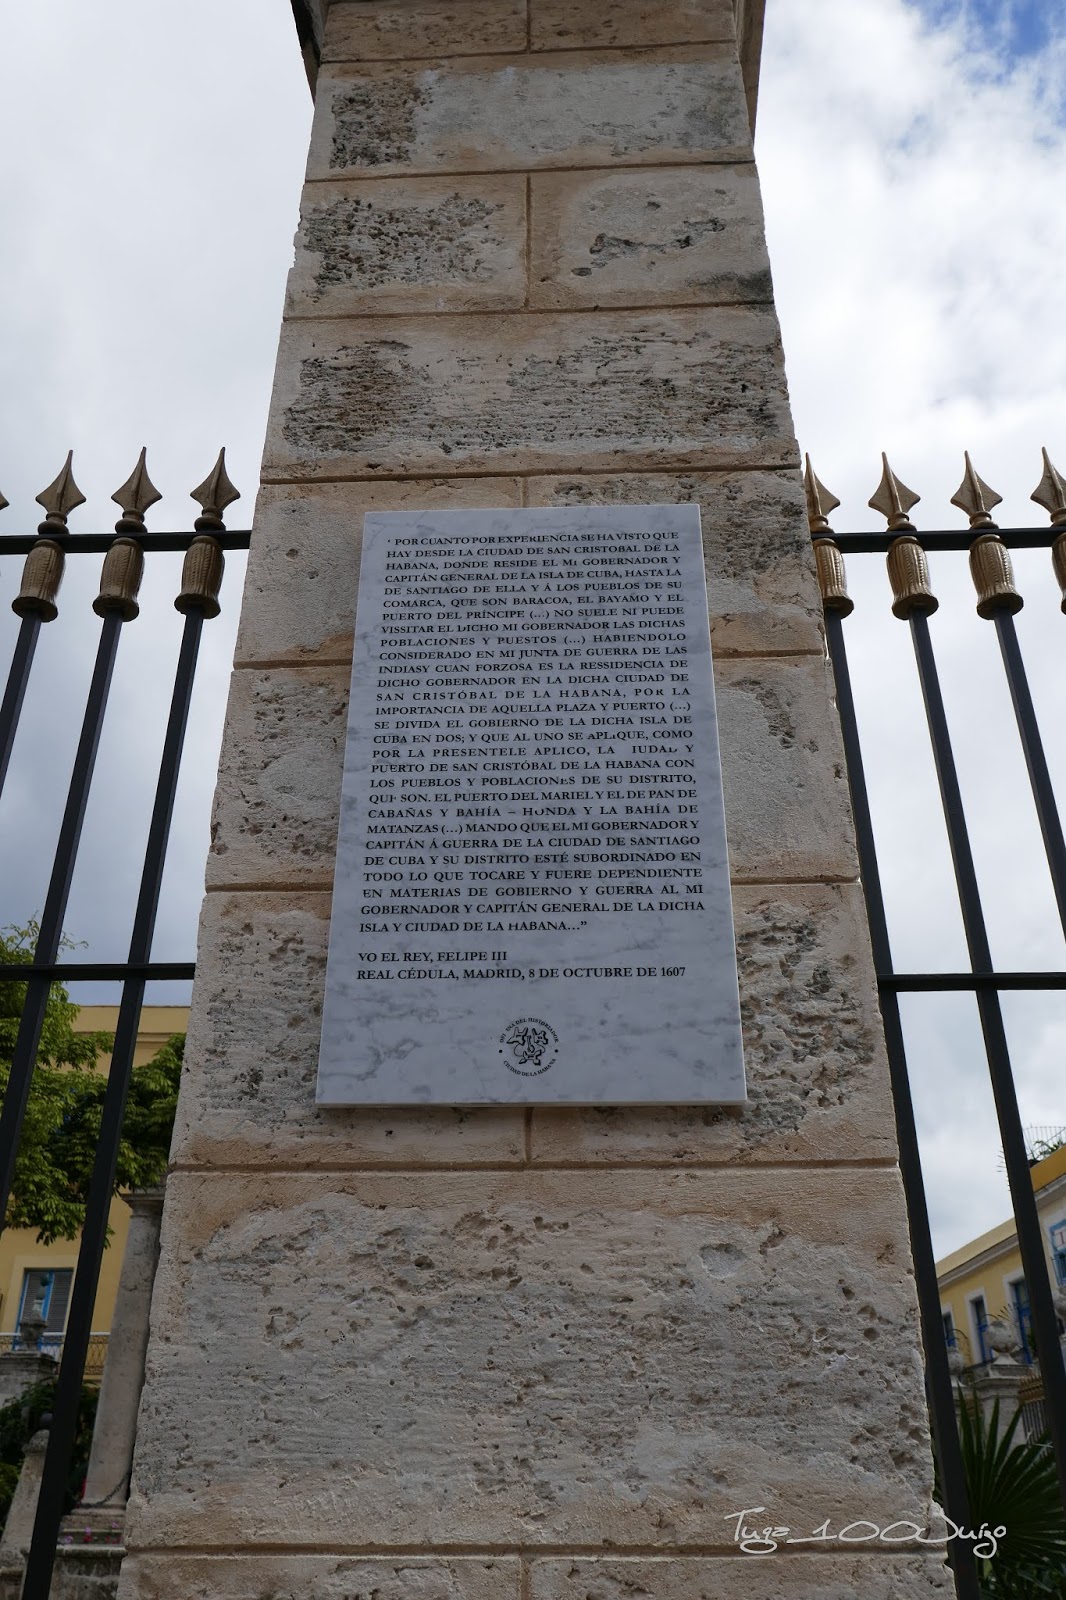 “POR CUANTO POR EXPERIENCIA SE HA VISTO QUE
HAY DESDE LA CIUDAD DE SAN CRISTOBAL DE LA
HABANA, DONDE RESIDE EL MI GOBERNADOR Y
CAPITÁN GENERAL DE LA ISLA DE CUBA, HASTA LA
DE SANTIAGO DE ELLA Y Á LOS PUEBLOS DE SU
COMARCA, QUE SON BARACOA, EL BAYAMO Y EL
PUERTO DEL PRÍNCIPE (...) NO SUELE NI PUEDE
VISSITAR EL DICHO MI GOBERNADOR LAS DICHAS
POBLACIONES Y PUESTOS (...) HABIENDOLO
CONSIDERADO EN MI JUNTA DE GUERRA DE LAS
INDIASY CUAN FORZOSA ES LA RESSIDENCIA DE
DICHO GOBERNADOR EN LA DICHA CIUDAD DE
SAN CRISTÓBAL DE LA HABANA, POR LA
IMPORTANCIA DE AQUELLA PLAZA Y PUERTO (...)
SE DIVIDA EL GOBIERNO DE LA DICHA ISLA DE
CUBA EN DOS; Y QUE AL UNO SE APLIQUE, COMO
POR LA PRESENTELE APLICO, LA IUDAD Y
PUERTO DE SAN CRISTÓBAL DE LA HABANA CON
LOS PUEBLOS Y POBLACIONES DE SU DISTRITO,
QUE SON. EL PUERTO DEL MARIEL Y EL DE PAN DE
CABAÑAS Y BAHÍA – HONDA Y LA BAHÍA DE
MATANZAS (...) MANDO QUE EL MI GOBERNADOR Y
CAPITÁN Á GUERRA DE LA CIUDAD DE SANTIAGO
DE CUBA Y SU DISTRITO ESTÉ SUBORDINADO EN
TODO LO QUE TOCARE Y FUERE DEPENDIENTE
EN MATERIAS DE GOBIERNO Y GUERRA AL MI
GOBERNADOR Y CAPITÁN GENERAL DE LA DICHA
ISLA Y CIUDAD DE LA HABANA...”
YO EL REY, FELIPE III
REAL CÉDULA, MADRID, 8 DE OCTUBRE DE 1607
DEL HISTORIADOR
CIUDAD DE LA HABANA